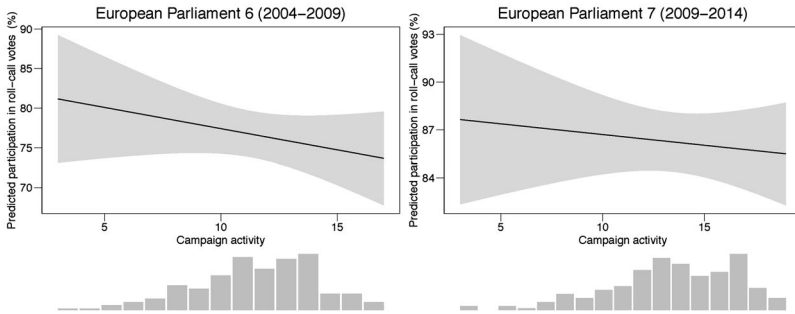 European Parliament 6 (2004–2009)
Predicted participation in roll–call votes (%)
90
85
80
75
70
5
10
15
Campaign activity
European Parliament 7 (2009–2014)
Predicted participation in roll–call votes (%)
93
90
87
84
5
10
15
Campaign activity